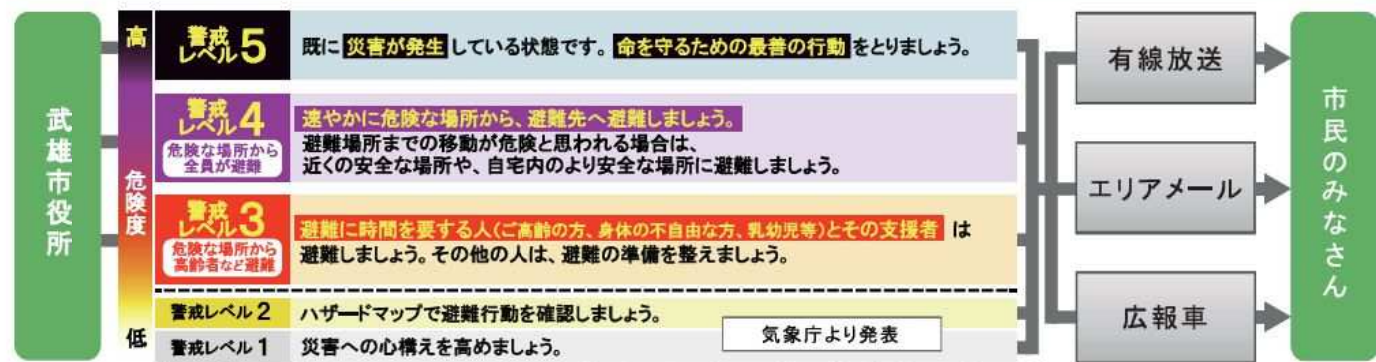 武雄市役所
高
危険度
低
警戒
レベル5
既に災害が発生している状態です。命を守るための最善の行動をとりましょう。
警戒
レベル4
危険な場所から
全員が避難
速やかに危険な場所から、避難先へ避難しましょう。
避難場所までの移動が危険と思われる場合は、
近くの安全な場所や、自宅内のより安全な場所に避難しましょう。
警戒
レベル3
危険な場所から
高齢者など避難
避難に時間を要する人(ご高齢の方、身体の不自由な方、乳幼児等)とその支援者 は
避難しましょう。その他の人は、避難の準備を整えましょう。
警戒レベル 2
ハザードマップで避難行動を確認しましょう。
警戒レベル 1
災害への心構えを高めましょう。
気象庁より発表
有線放送
エリアメール
広報車
市民のみなさん